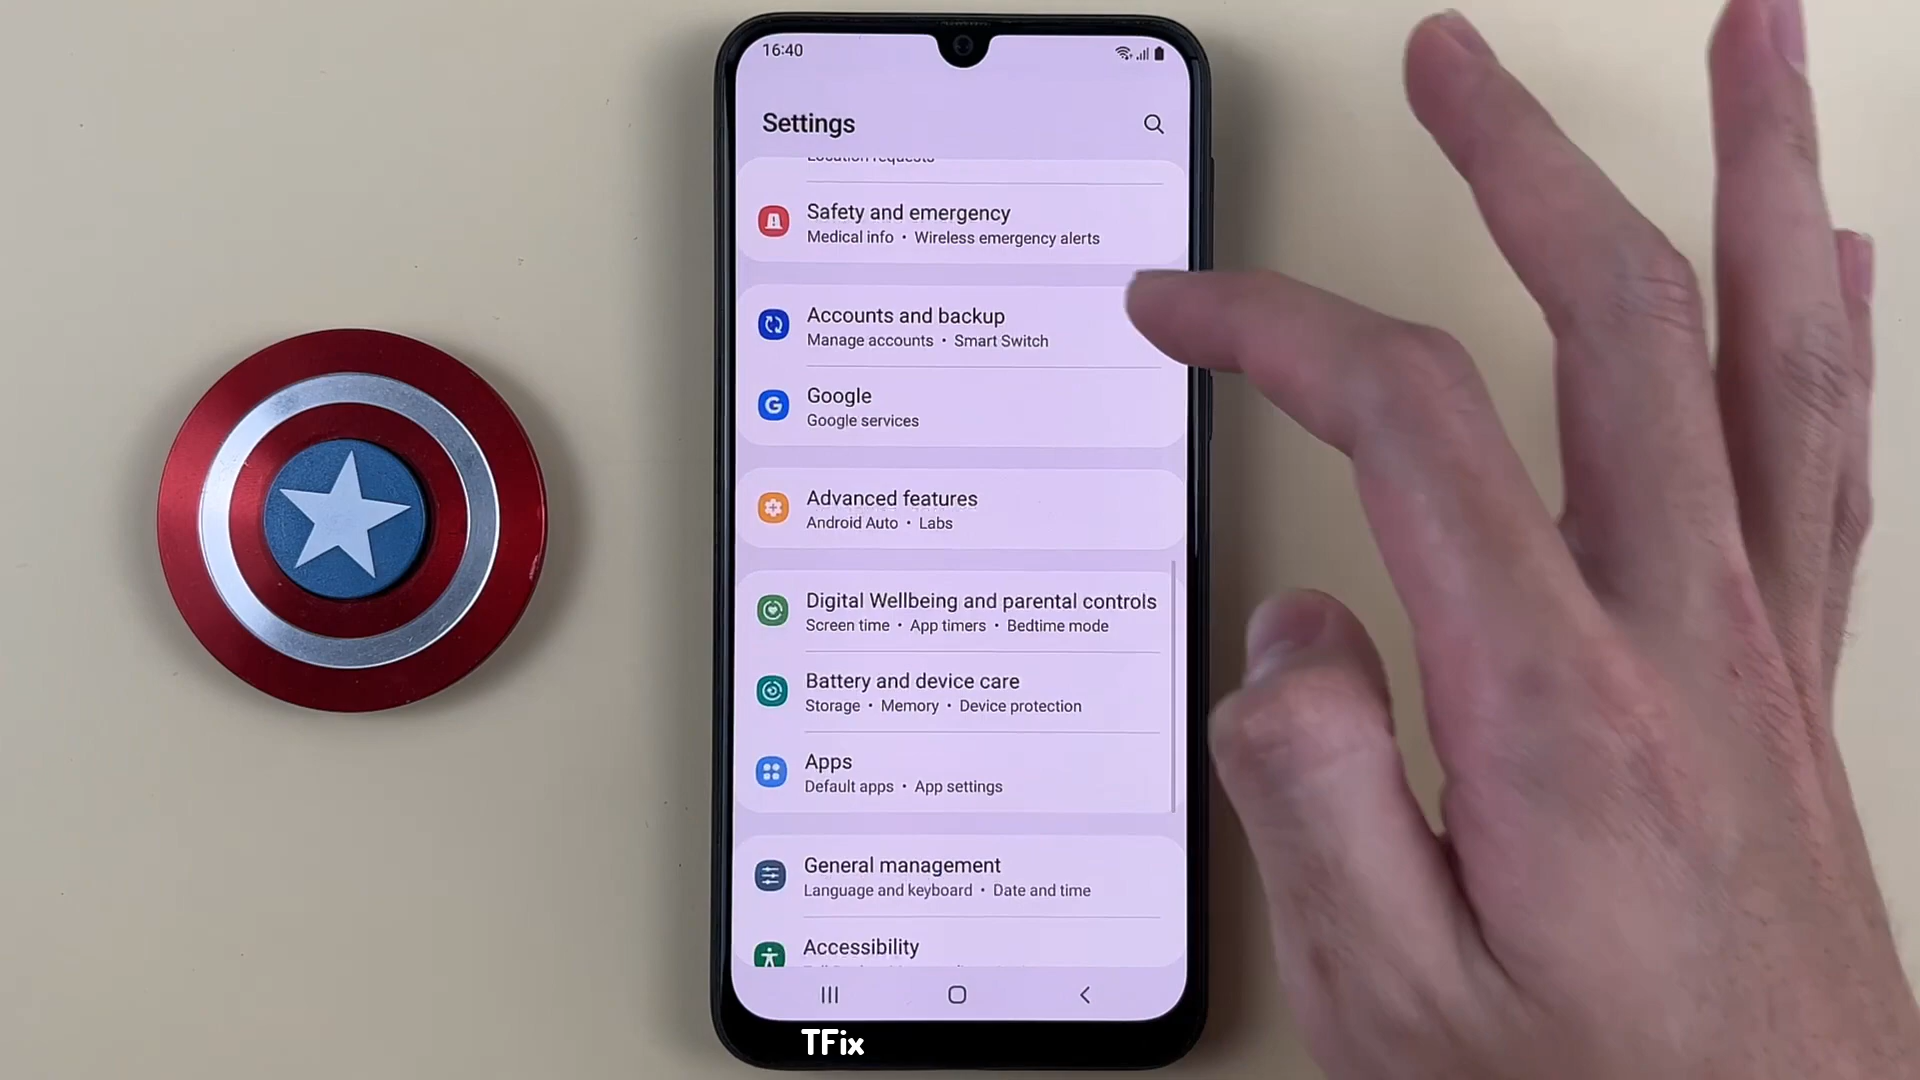 16:40
Settings
Location requests
Safety and emergency
Medical info • Wireless emergency alerts
Accounts and backup
Manage accounts • Smart Switch
Google
Google services
Advanced features
Android Auto • Labs
Digital Wellbeing and parental controls
Screen time • App timers • Bedtime mode
Battery and device care
Storage • Memory • Device protection
Apps
Default apps • App settings
General management
Language and keyboard • Date and time
Accessibility
TFix